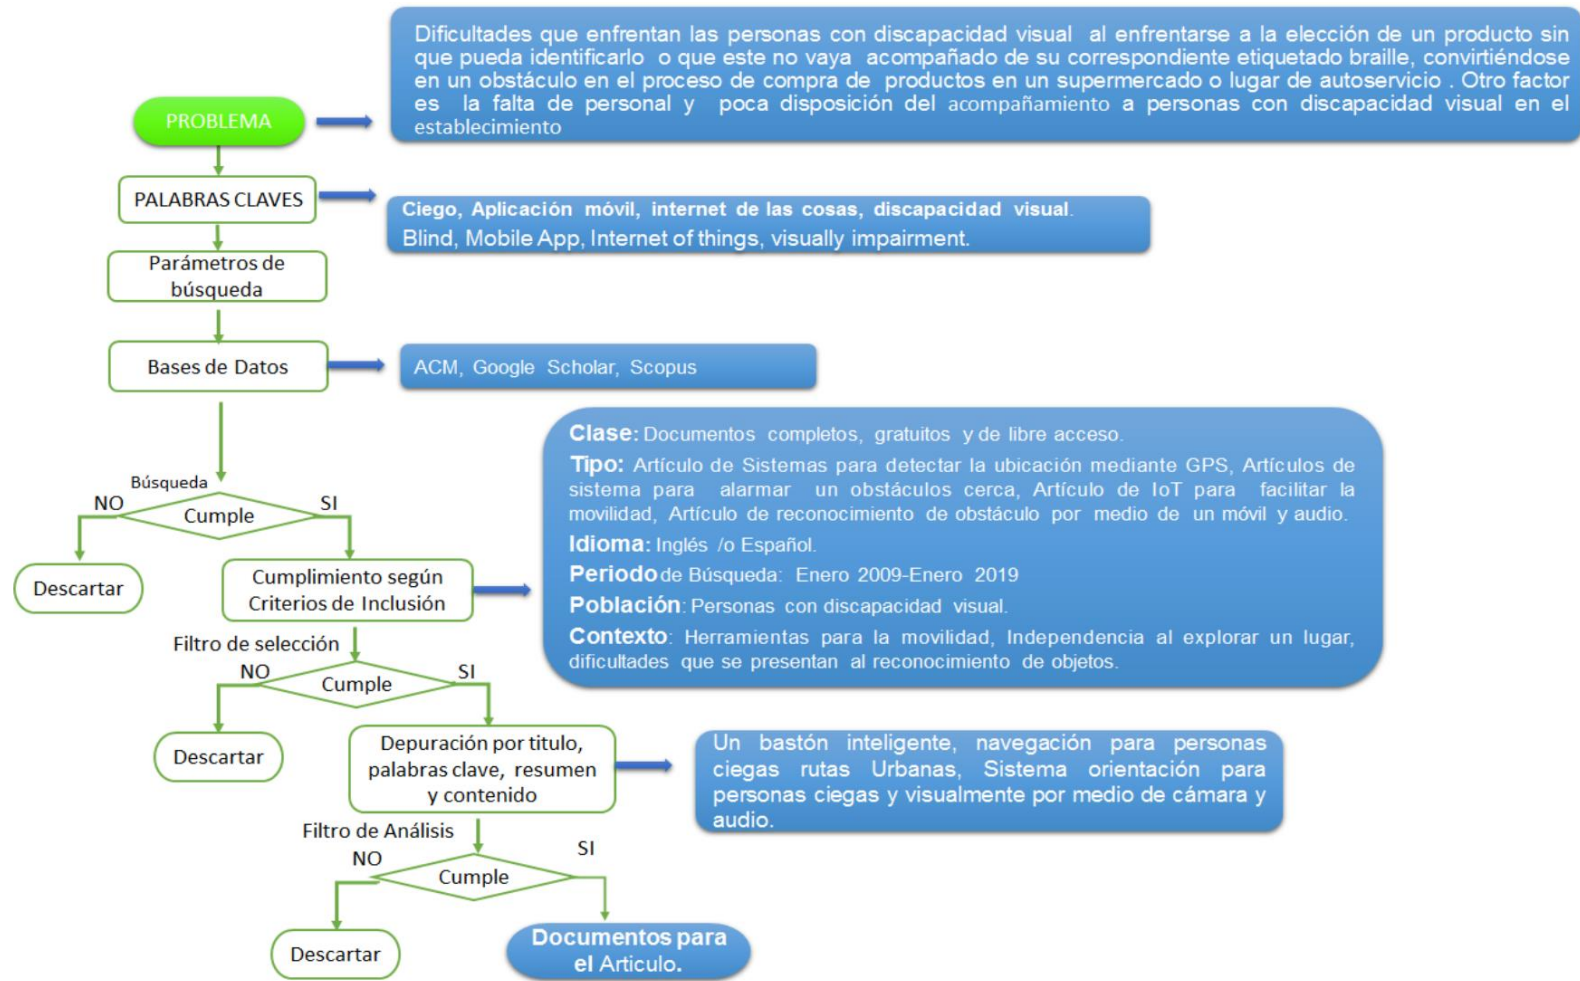 Dificultades que enfrentan las personas con discapacidad visual al enfrentarse a la elección de un producto sin
que pueda identificarlo o que este no vaya acompañado de su correspondiente etiquetado braille, convirtiéndose
en un obstáculo en el proceso de compra de productos en un supermercado o lugar de autoservicio . Otro factor
es la falta de personal y poca disposición del acompañamiento a personas con discapacidad visual en el
establecimiento
PROBLEMA
PALABRAS CLAVES
Ciego, Aplicación móvil, internet de las cosas, discapacidad visual.
Blind, Mobile App, Internet of things, visually impairment.
Parámetros de
búsqueda
Bases de Datos
ACM, Google Scholar, Scopus
Clase: Documentos completos, gratuitos y de libre acceso.
Tipo: Artículo de Sistemas para detectar la ubicación mediante GPS, Artículos de
sistema para alarmar un obstáculos cerca, Artículo de IoT para facilitar la
movilidad, Artículo de reconocimiento de obstáculo por medio de un móvil y audio.
Idioma: Inglés /o Español.
Periodo de Búsqueda: Enero 2009-Enero 2019
Población: Personas con discapacidad visual.
Contexto: Herramientas para la movilidad, Independencia al explorar un lugar,
dificultades que se presentan al reconocimiento de objetos.
Búsqueda
NO
SI
Cumple
Descartar
Cumplimiento según
Criterios de Inclusión
Filtro de selección
NO
SI
Cumple
Descartar
Depuración por titulo,
palabras clave, resumen
y contenido
Un bastón inteligente, navegación para personas
ciegas rutas Urbanas, Sistema orientación para
personas ciegas y visualmente por medio de cámara y
audio.
Filtro de Análisis
NO
SI
Cumple
Descartar
Documentos para
el Articulo.